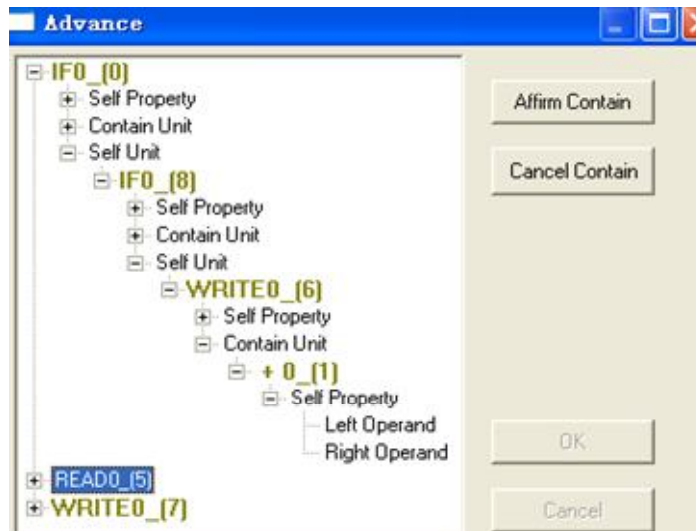 Advance
IF0_(0)
Self Property
Contain Unit
Self Unit
IF0_(8)
Self Property
Contain Unit
Self Unit
WRITE0_(6)
Self Property
Contain Unit
+ 0_(1)
Self Property
Left Operand
Right Operand
READ0_(5)
WRITE0_(7)
Affirm Contain
Cancel Contain
OK
Cancel